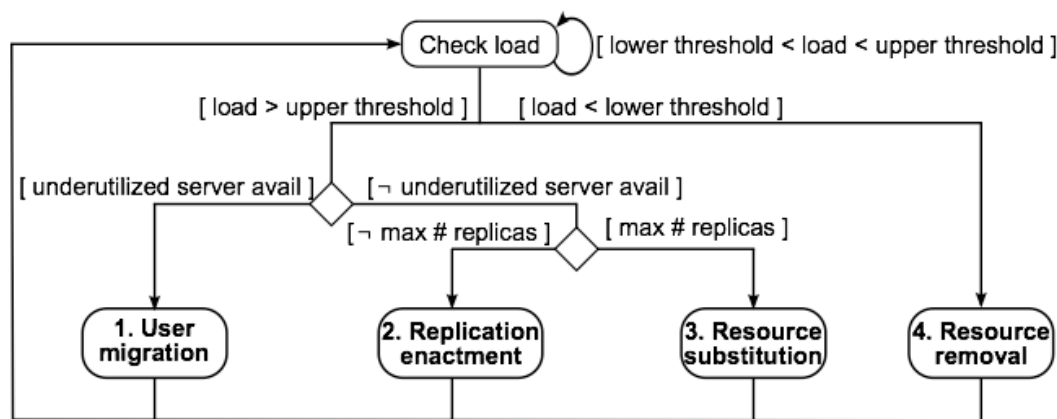 Check load
[ lower threshold < load < upper threshold ]
[ load > upper threshold ]
[ load < lower threshold ]
[ underutilized server avail ]
[ ¬ underutilized server avail ]
[ ¬ max # replicas ]
[ max # replicas ]
1. User
migration
2. Replication
enactment
3. Resource
substitution
4. Resource
removal